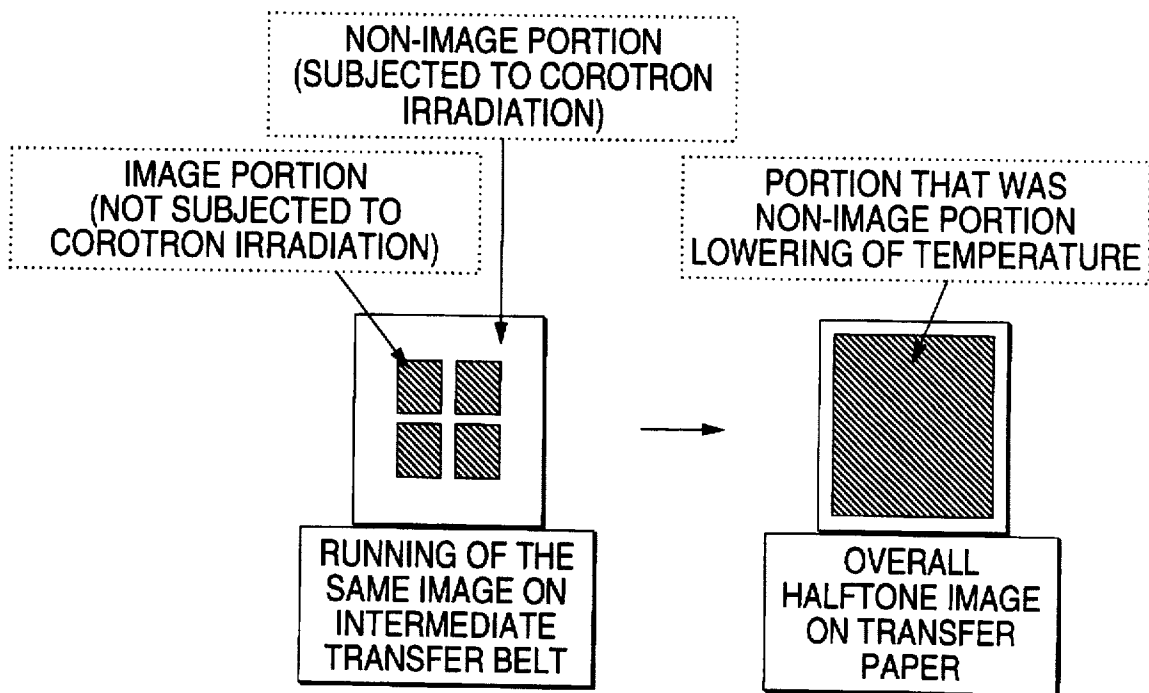 NON-IMAGE PORTION
(SUBJECTED TO COROTRON
IRRADIATION)
IMAGE PORTION
(NOT SUBJECTED TO
COROTRON IRRADIATION)
PORTION THAT WAS
NON-IMAGE PORTION
LOWERING OF TEMPERATURE
RUNNING OF THE
SAME IMAGE ON
INTERMEDIATE
TRANSFER BELT
OVERALL
HALFTONE IMAGE
ON TRANSFER
PAPER